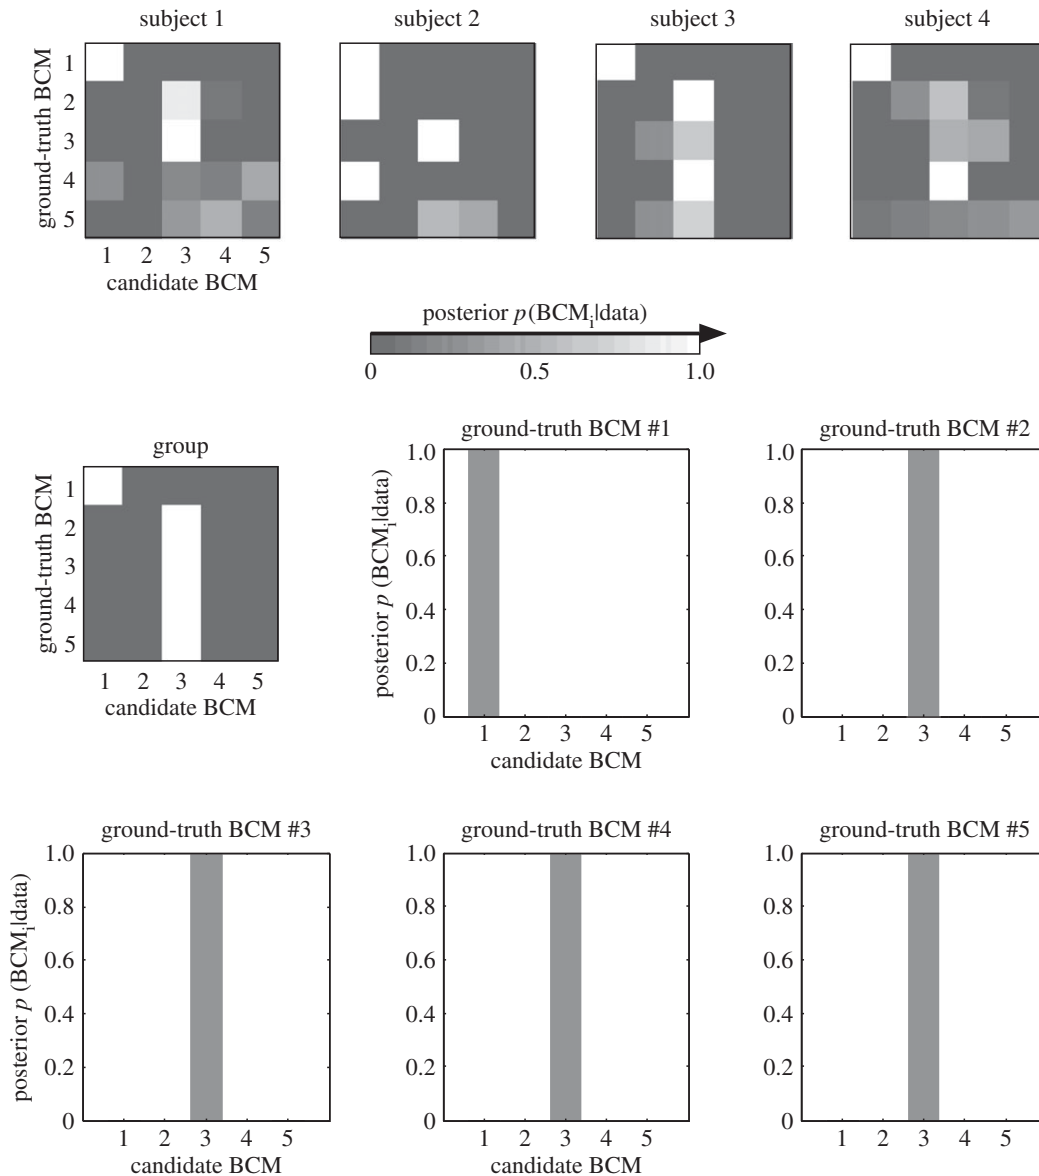 subject 1
subject 2
subject 3
subject 4
ground-truth BCM
1
2
3
4
5
1 2 3 4 5
candidate BCM
posterior p(BCMi|data)
0 0.5 1.0
group
ground-truth BCM
1
2
3
4
5
1 2 3 4 5
candidate BCM
ground-truth BCM #1
posterior p (BCMi|data)
1.0
0.8
0.6
0.4
0.2
0
1 2 3 4 5
candidate BCM
ground-truth BCM #2
1.0
0.8
0.6
0.4
0.2
0
1 2 3 4 5
ground-truth BCM #3
posterior p (BCMi|data)
1.0
0.8
0.6
0.4
0.2
0
1 2 3 4 5
candidate BCM
ground-truth BCM #4
1.0
0.8
0.6
0.4
0.2
0
1 2 3 4 5
candidate BCM
ground-truth BCM #5
1.0
0.8
0.6
0.4
0.2
0
1 2 3 4 5
candidate BCM